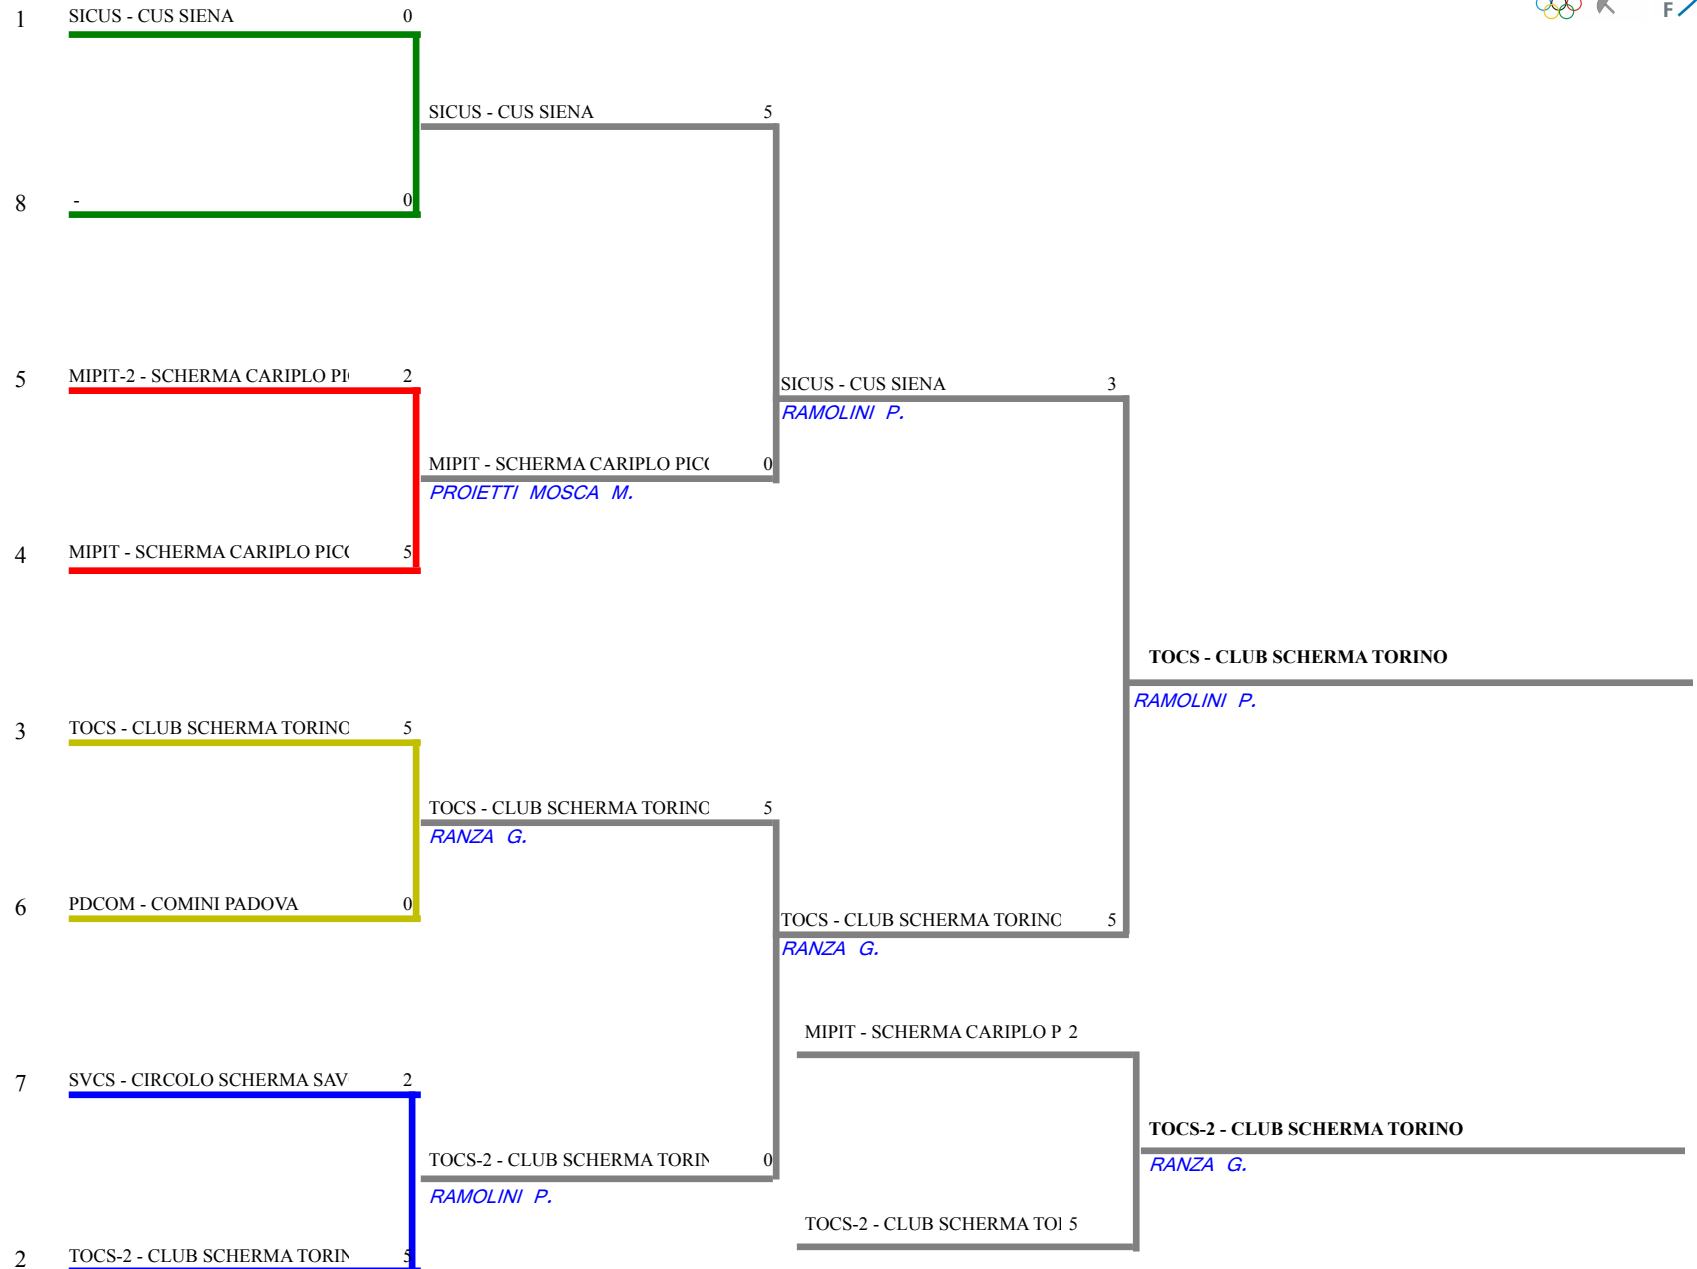 1 SICUS - CUS SIENA 0
F
SICUS - CUS SIENA 5
8 - 0
5 MIPIT-2 - SCHERMA CARIPLO PI 2
SICUS - CUS SIENA 3
RAMOLINI P.
MIPIT - SCHERMA CARIPLO PIC 0
PROIETTI MOSCA M.
4 MIPIT - SCHERMA CARIPLO PIC 5
TOCS - CLUB SCHERMA TORINO
RAMOLINI P.
3 TOCS - CLUB SCHERMA TORINO 5
TOCS - CLUB SCHERMA TORINO 5
RANZA G.
6 PDCOM - COMINI PADOVA 0
TOCS - CLUB SCHERMA TORINO 5
RANZA G.
MIPIT - SCHERMA CARIPLO P 2
7 SVCS - CIRCOLO SCHERMA SAV 2
TOCS-2 - CLUB SCHERMA TORINO
RANZA G.
TOCS-2 - CLUB SCHERMA TORIN 0
RAMOLINI P.
TOCS-2 - CLUB SCHERMA TO 5
2 TOCS-2 - CLUB SCHERMA TORIN 5